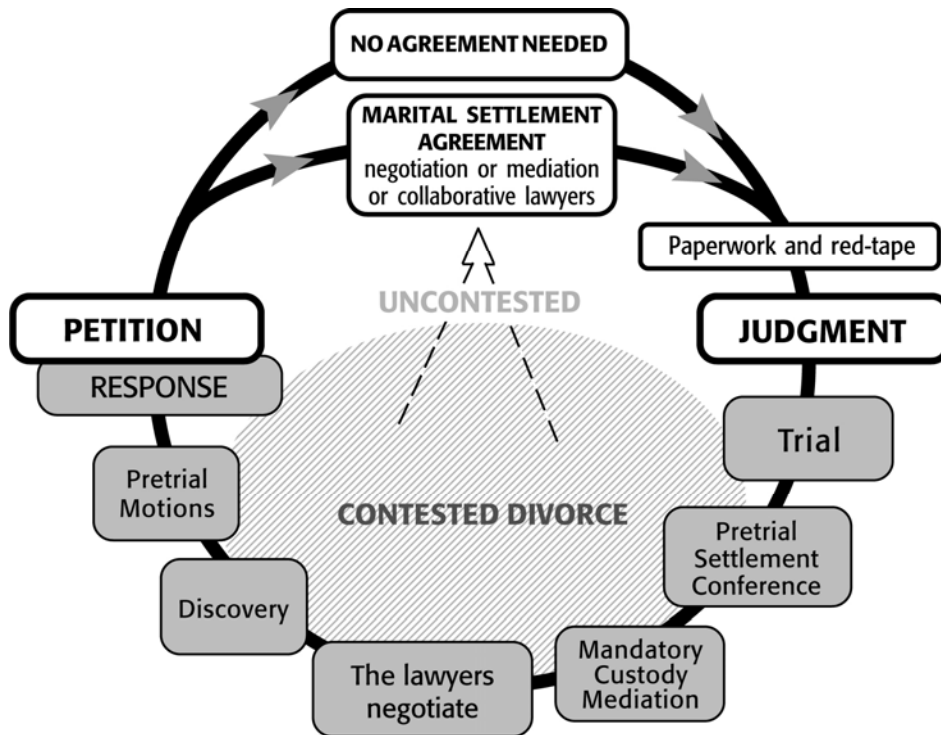 NO AGREEMENT NEEDED
MARITAL SETTLEMENT
AGREEMENT
negotiation or mediation
or collaborative lawyers
Paperwork and red-tape
UNCONTESTED
PETITION
JUDGMENT
RESPONSE
Trial
Pretrial
Motions
CONTESTED DIVORCE
Pretrial
Settlement
Conference
Discovery
The lawyers
negotiate
Mandatory
Custody
Mediation